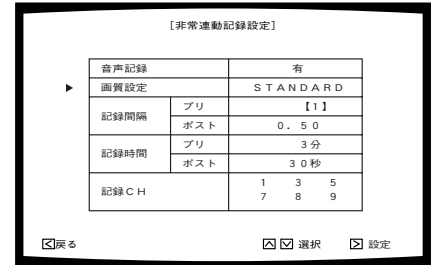 [非常連動記録設定]
音声記録 有
▶ 画質設定 ＳＴＡＮＤＡＲＤ
記録間隔 プリ 【１】
ポスト ０．５０
記録時間 プリ ３分
ポスト ３０秒
記録ＣＨ １ ３ ５
７ ８ ９
戻る 選択 設定